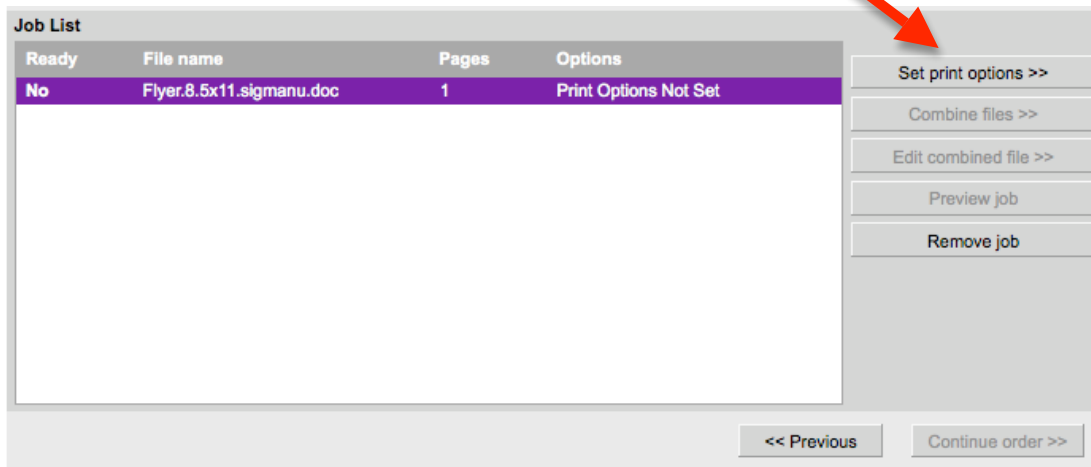 Job List
Ready File name Pages Options
No Flyer.8.5x11.sigmanu.doc 1 Print Options Not Set
Set print options >>
Combine files >>
Edit combined file >>
Preview job
Remove job
<< Previous Continue order >>